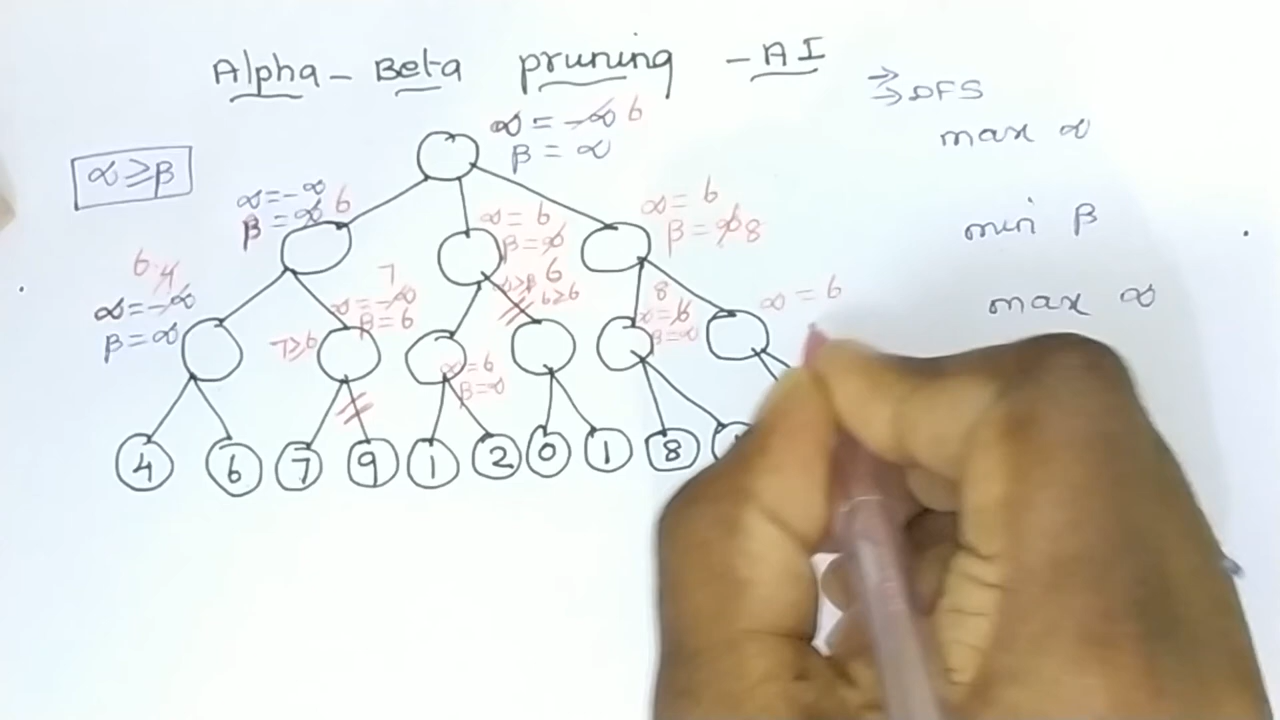 Alpha - Beta pruning - AI
⇒ DFS
max α
min β
max α
α ≥ β
α = -∞ 6
β = ∞
α = -∞
β = ∞ 6
α = 6
β = ∞ 6
α = 6
β = ∞ 8
6 4
α = -∞
β = ∞
7
α = -∞
β = 6
7 ≥ 6
α ≥ β
6 ≥ 6
α = 6
β = ∞
8
α = 6
β = ∞
α = 6
4 6 7 9 1 2 0 1 8